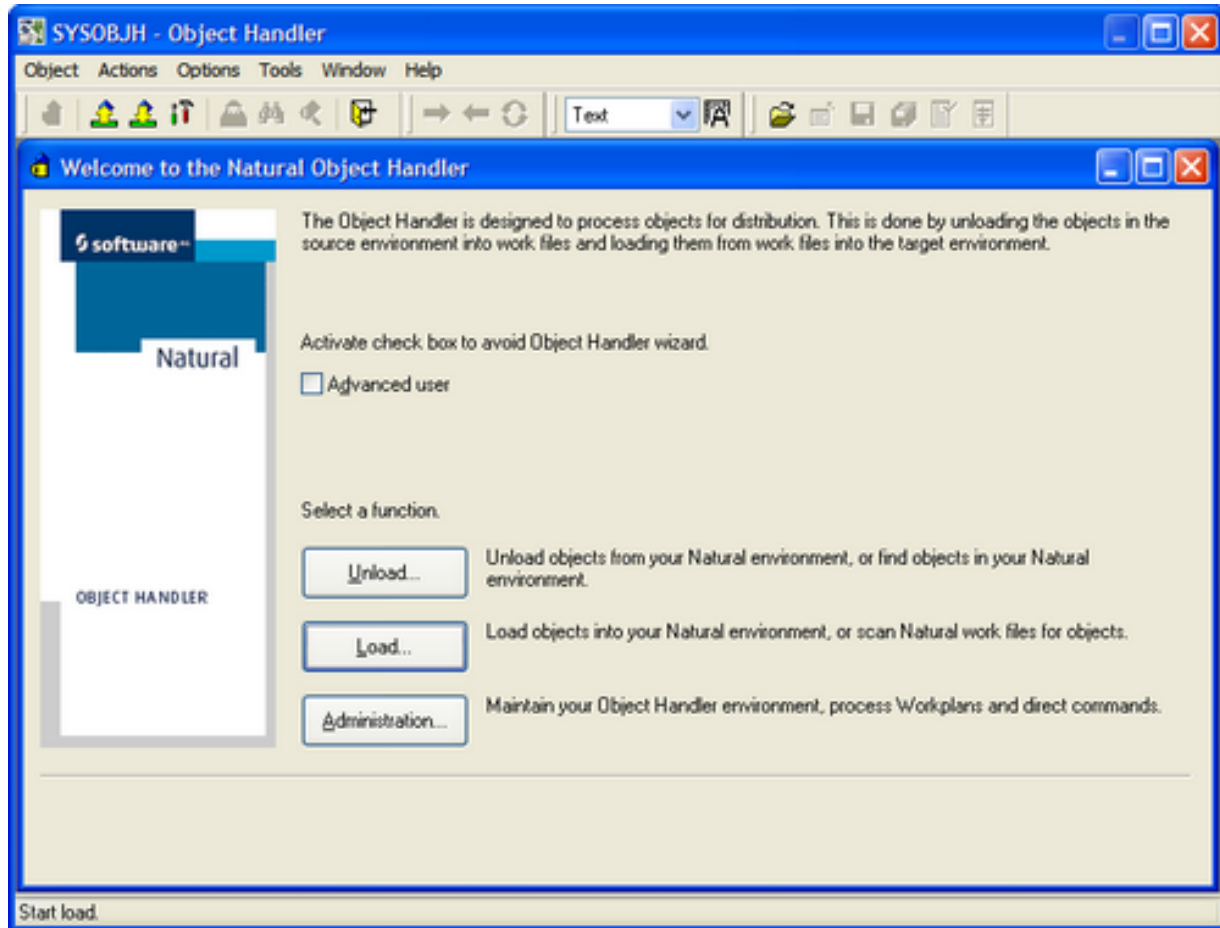 SYSOBJH - Object Handler
Object Actions Options Tools Window Help
Text
Welcome to the Natural Object Handler
software
The Object Handler is designed to process objects for distribution. This is done by unloading the objects in the
source environment into work files and loading them from work files into the target environment.
Natural
Activate check box to avoid Object Handler wizard.
Advanced user
Select a function.
Unload...
Unload objects from your Natural environment, or find objects in your Natural
environment.
OBJECT HANDLER
Load...
Load objects into your Natural environment, or scan Natural work files for objects.
Administration...
Maintain your Object Handler environment, process Workplans and direct commands.
Start load.